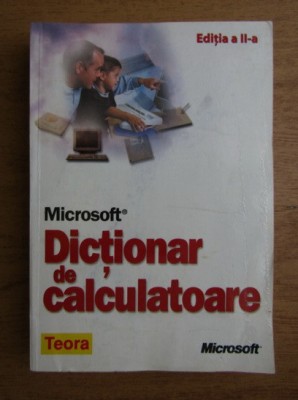 Ediția a II-a
Microsoft®
Dicționar
de
calculatoare
Teora
Microsoft